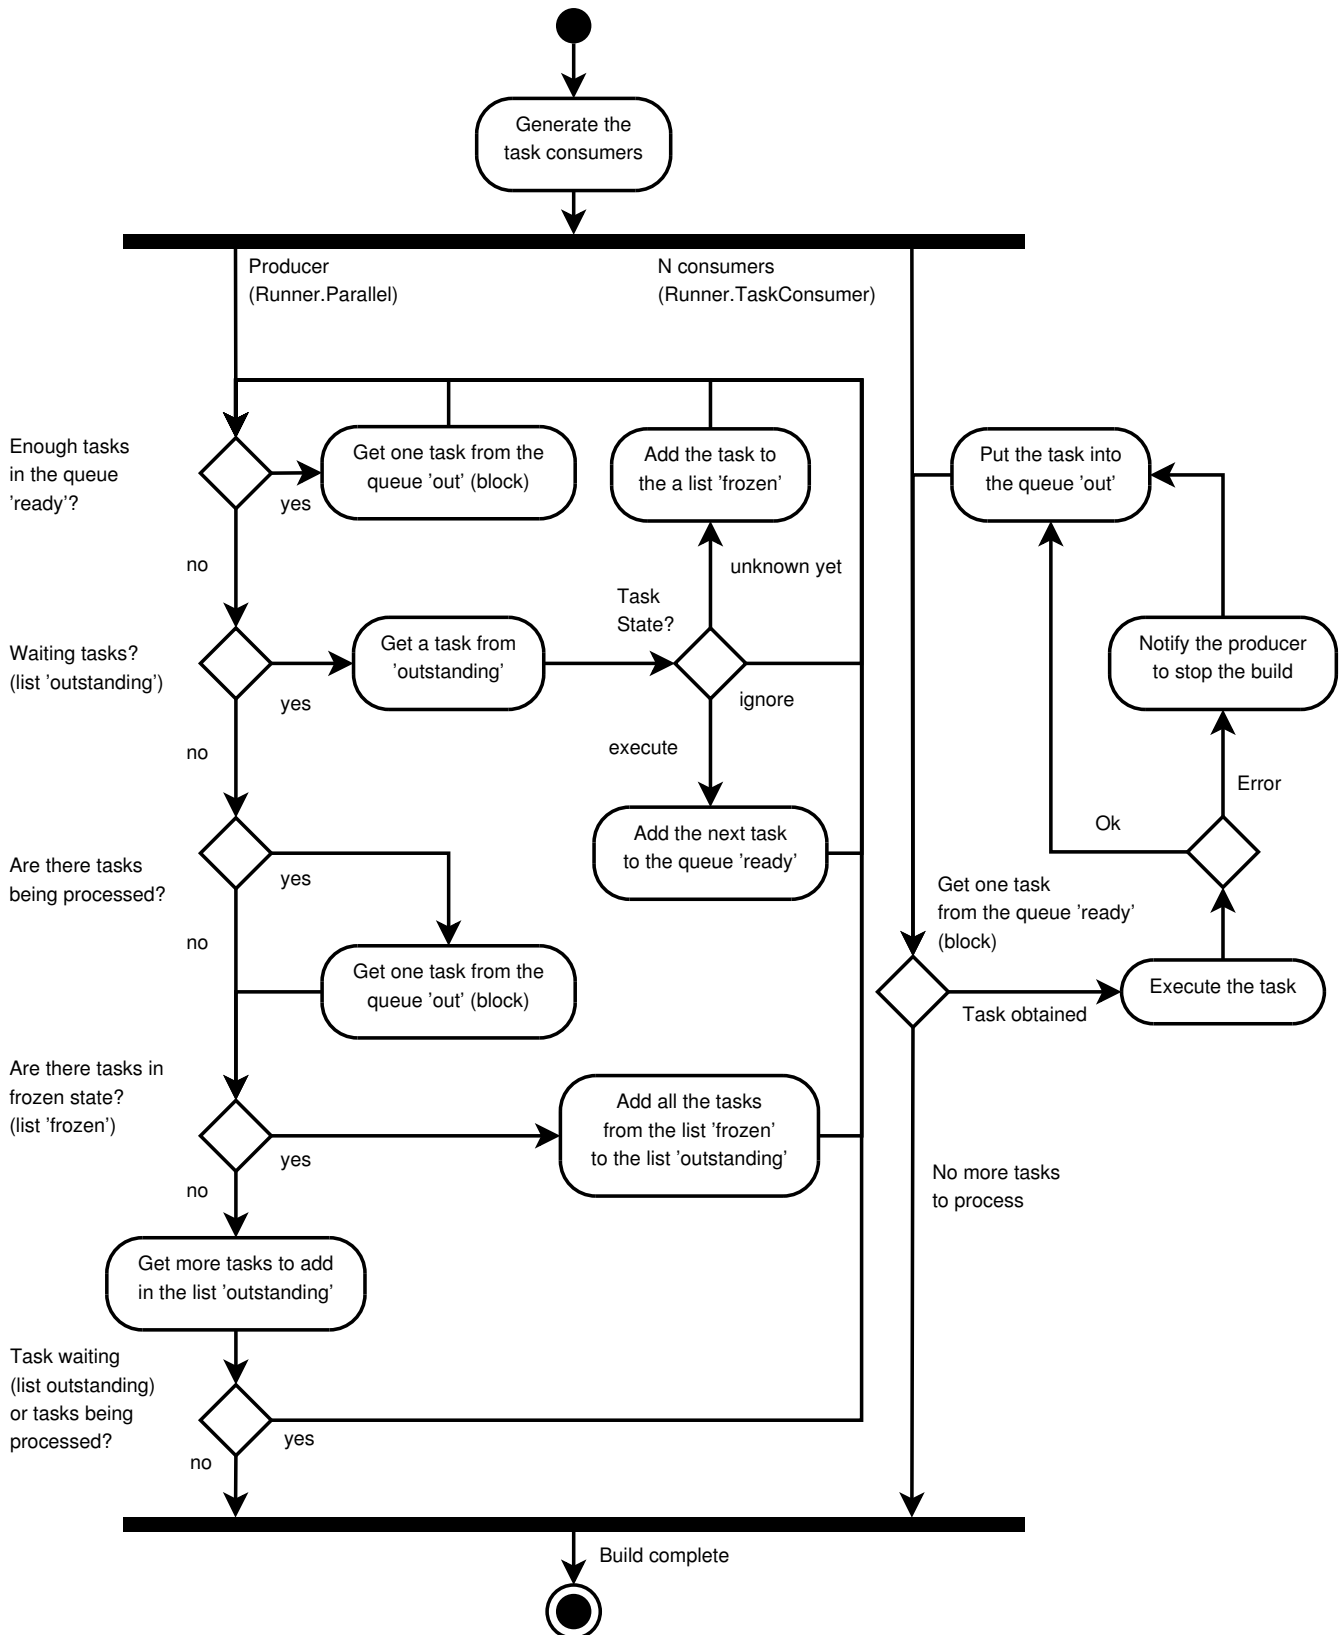 Generate the
task consumers
Producer
(Runner.Parallel)
N consumers
(Runner.TaskConsumer)
Enough tasks
in the queue
’ready’?
yes
no
Get one task from the
queue ’out’ (block)
Add the task to
the a list ’frozen’
Put the task into
the queue ’out’
unknown yet
Task
State?
Waiting tasks?
(list ’outstanding’)
yes
no
Get a task from
’outstanding’
ignore
execute
Notify the producer
to stop the build
Error
Ok
Add the next task
to the queue ’ready’
Are there tasks
being processed?
yes
no
Get one task from the
queue ’out’ (block)
Get one task
from the queue ’ready’
(block)
Task obtained
Execute the task
Are there tasks in
frozen state?
(list ’frozen’)
yes
no
Add all the tasks
from the list ’frozen’
to the list ’outstanding’
No more tasks
to process
Get more tasks to add
in the list ’outstanding’
Task waiting
(list outstanding)
or tasks being
processed?
yes
no
Build complete